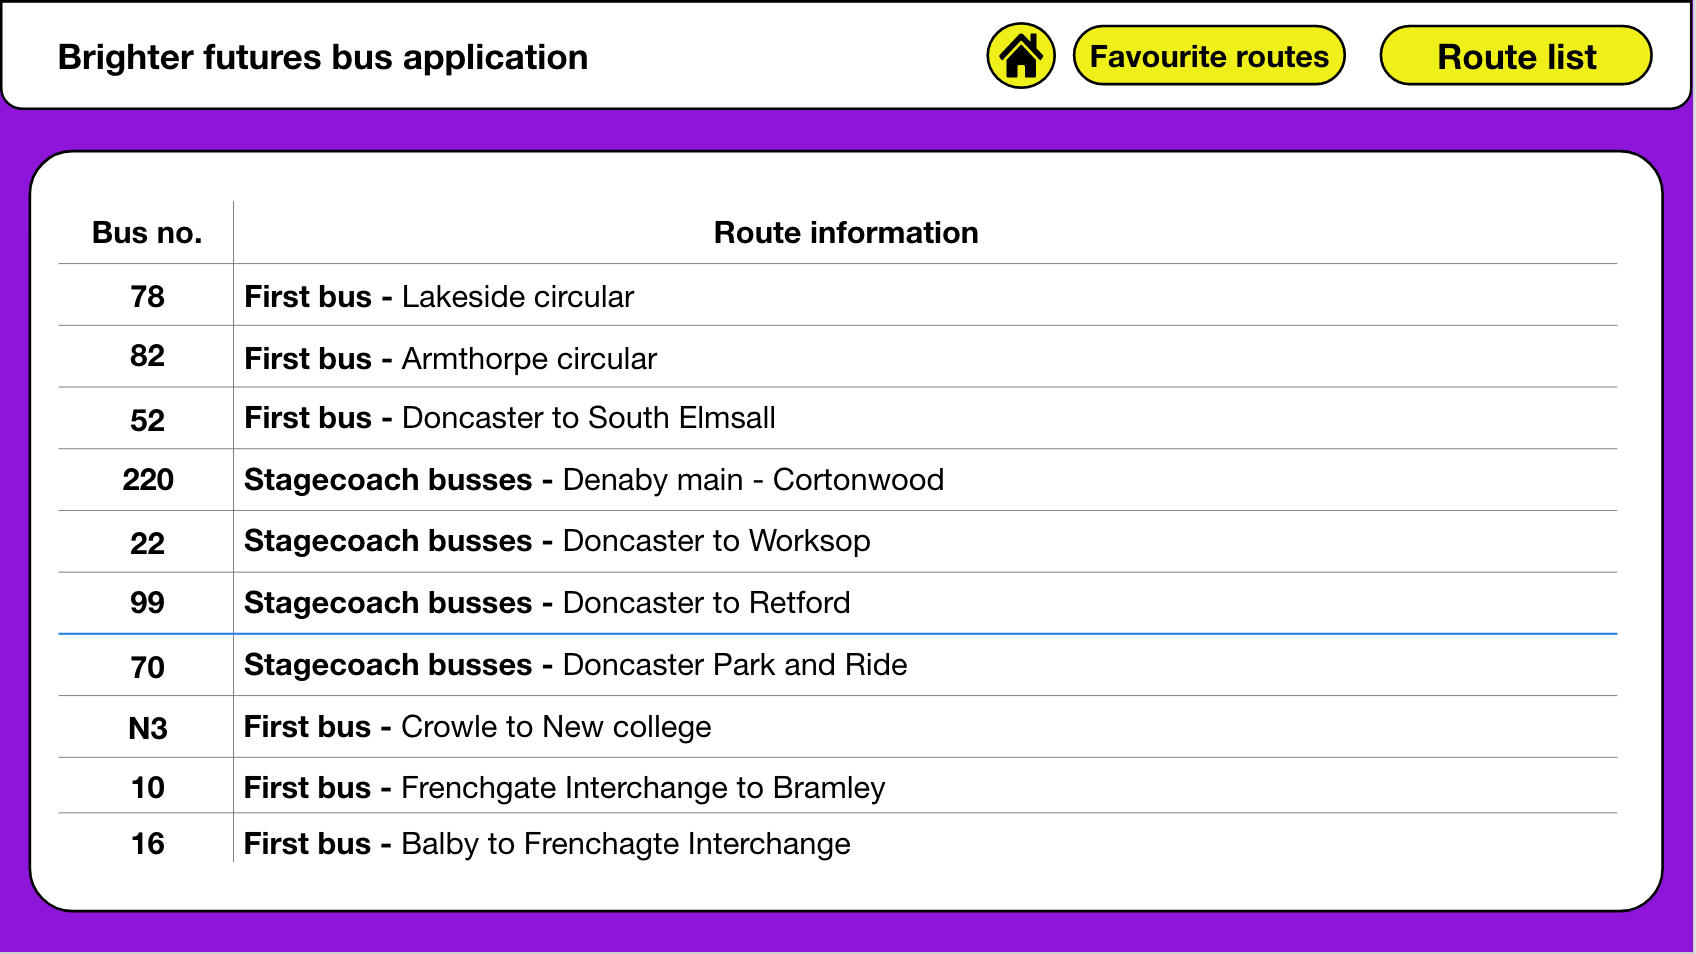 Brighter futures bus application
Favourite routes
Route list
Bus no. Route information
78 First bus - Lakeside circular
82 First bus - Armthorpe circular
52 First bus - Doncaster to South Elmsall
220 Stagecoach busses - Denaby main - Cortonwood
22 Stagecoach busses - Doncaster to Worksop
99 Stagecoach busses - Doncaster to Retford
70 Stagecoach busses - Doncaster Park and Ride
N3 First bus - Crowle to New college
10 First bus - Frenchgate Interchange to Bramley
16 First bus - Balby to Frenchagte Interchange